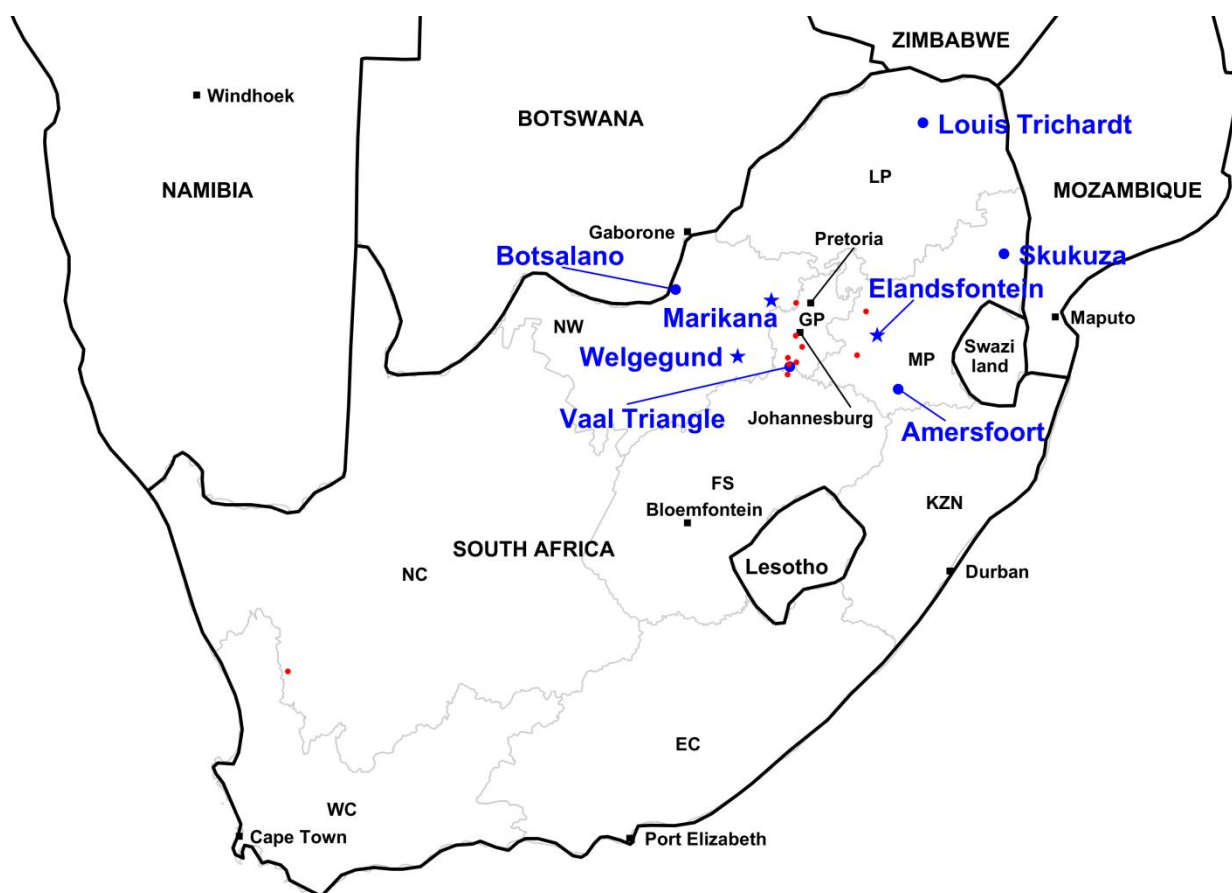 ZIMBABWE
Windhoek
BOTSWANA
Louis Trichardt
NAMIBIA
LP
MOZAMBIQUE
Gaborone
Pretoria
Botsalano
Skukuza
Elandsfontein
Marikana
GP
Maputo
NW
Welgegund
MP
Swazi
land
Vaal Triangle
Johannesburg
Amersfoort
FS
Bloemfontein
KZN
SOUTH AFRICA
Lesotho
Durban
NC
EC
WC
Cape Town
Port Elizabeth